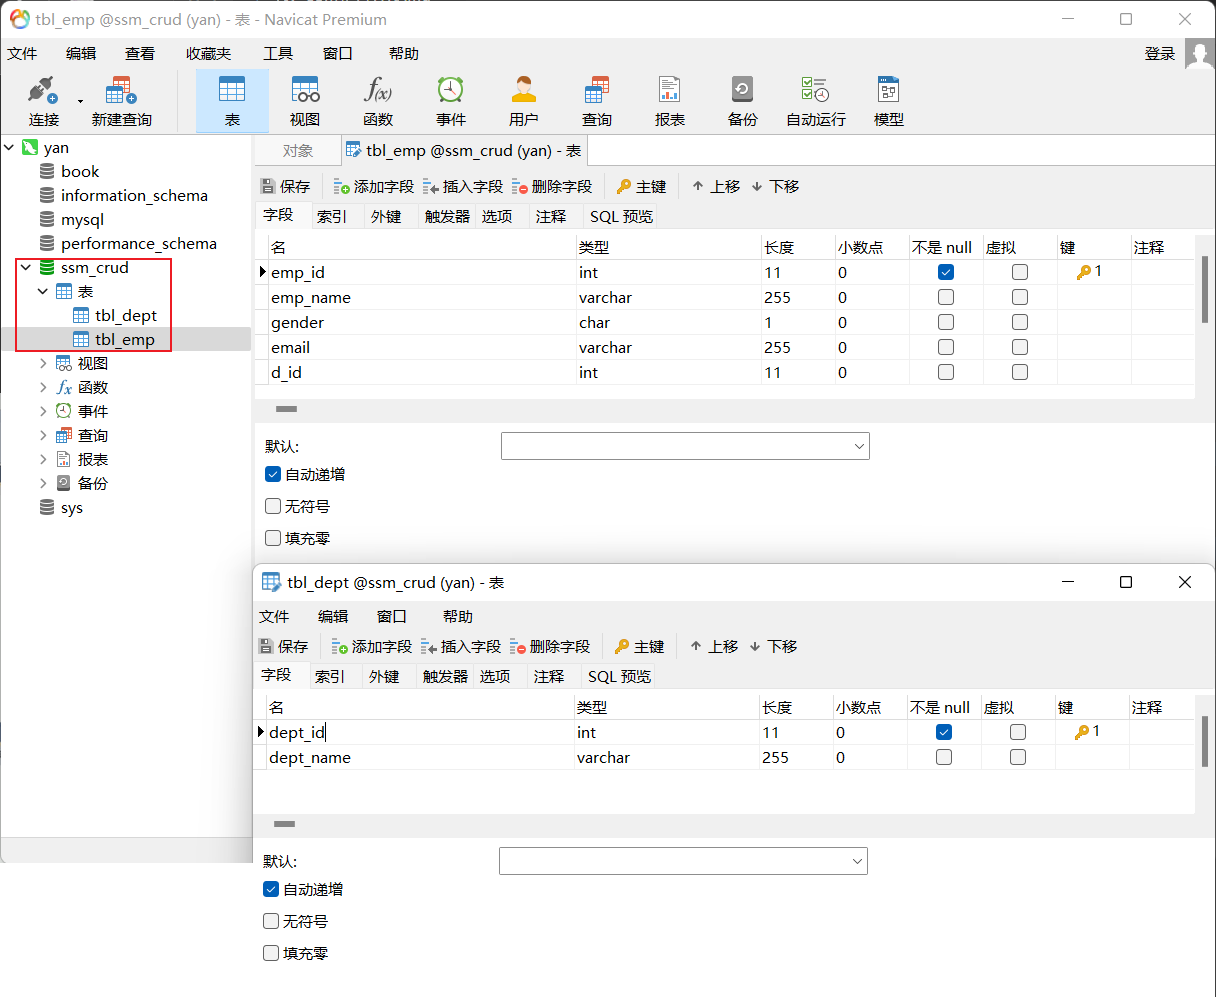 tbl_emp @ssm_crud (yan) - 表 - Navicat Premium
文件 编辑 查看 收藏夹 工具 窗口 帮助 登录
连接 新建查询 表 视图 函数 事件 用户 查询 报表 备份 自动运行 模型
yan
book
information_schema
mysql
performance_schema
ssm_crud
表
tbl_dept
tbl_emp
视图
函数
事件
查询
报表
备份
sys
对象 tbl_emp @ssm_crud (yan) - 表
保存 添加字段 插入字段 删除字段 主键 上移 下移
字段 索引 外键 触发器 选项 注释 SQL 预览
名 类型 长度 小数点 不是 null 虚拟 键 注释
emp_id int 11 0 1
emp_name varchar 255 0
gender char 1 0
email varchar 255 0
d_id int 11 0
默认:
自动递增
无符号
填充零
tbl_dept @ssm_crud (yan) - 表
文件 编辑 窗口 帮助
保存 添加字段 插入字段 删除字段 主键 上移 下移
字段 索引 外键 触发器 选项 注释 SQL 预览
名 类型 长度 小数点 不是 null 虚拟 键 注释
dept_id int 11 0 1
dept_name varchar 255 0
默认:
自动递增
无符号
填充零